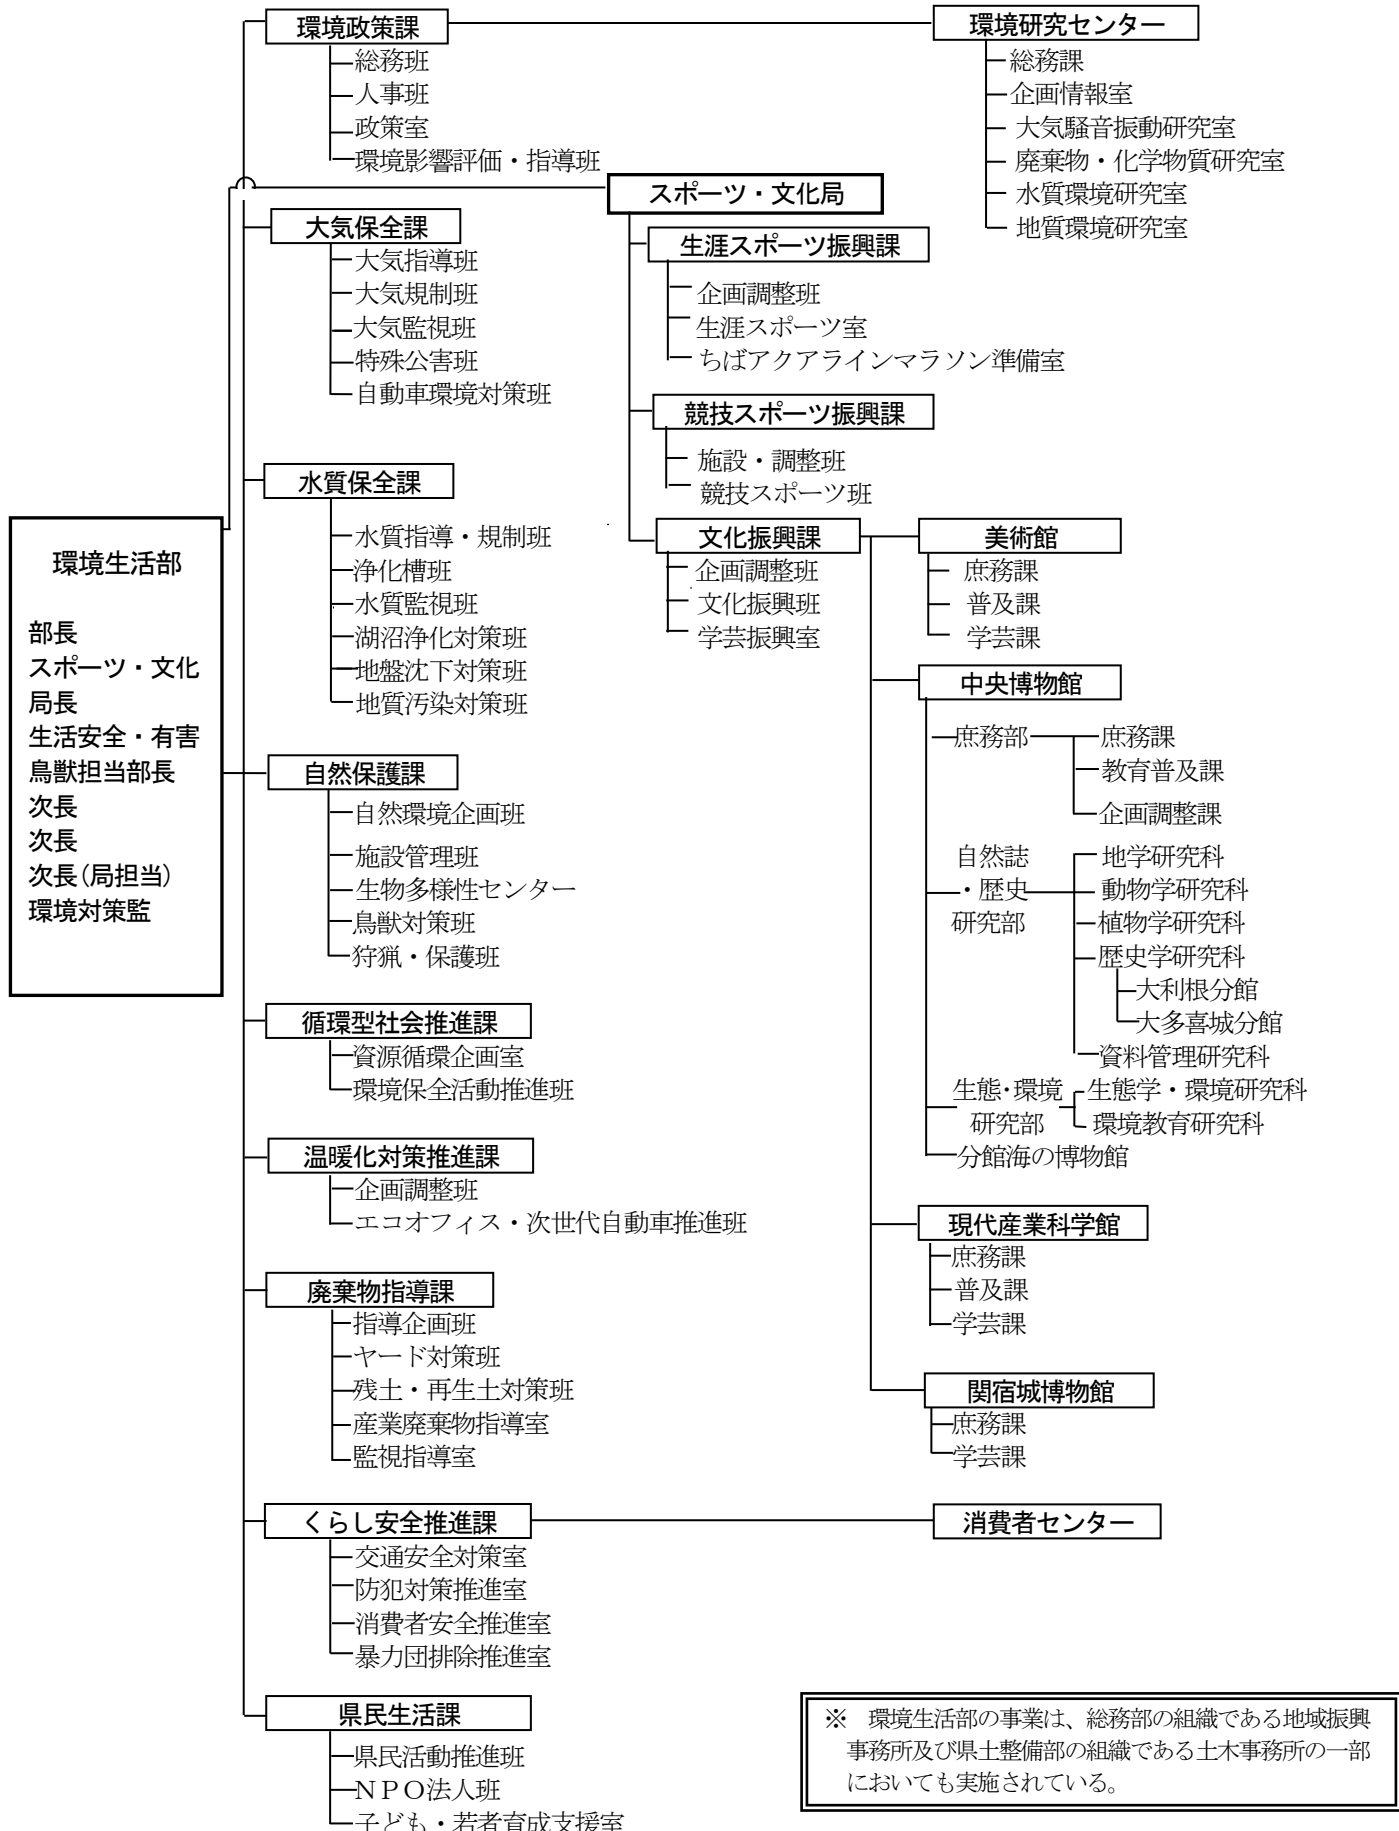 環境生活部
部長
スポーツ・文化
局長
生活安全・有害
鳥獣担当部長
次長
次長
次長(局担当)
環境対策監
環境政策課
総務班
人事班
政策室
環境影響評価・指導班
大気保全課
大気指導班
大気規制班
大気監視班
特殊公害班
自動車環境対策班
水質保全課
水質指導・規制班
浄化槽班
水質監視班
湖沼浄化対策班
地盤沈下対策班
地質汚染対策班
自然保護課
自然環境企画班
施設管理班
生物多様性センター
鳥獣対策班
狩猟・保護班
循環型社会推進課
資源循環企画室
環境保全活動推進班
温暖化対策推進課
企画調整班
エコオフィス・次世代自動車推進班
廃棄物指導課
指導企画班
ヤード対策班
残土・再生土対策班
産業廃棄物指導室
監視指導室
くらし安全推進課
交通安全対策室
防犯対策推進室
消費者安全推進室
暴力団排除推進室
県民生活課
県民活動推進班
ＮＰＯ法人班
子ども・若者育成支援室
スポーツ・文化局
生涯スポーツ振興課
企画調整班
生涯スポーツ室
ちばアクアラインマラソン準備室
競技スポーツ振興課
施設・調整班
競技スポーツ班
文化振興課
企画調整班
文化振興班
学芸振興室
環境研究センター
総務課
企画情報室
大気騒音振動研究室
廃棄物・化学物質研究室
水質環境研究室
地質環境研究室
美術館
庶務課
普及課
学芸課
中央博物館
庶務部
庶務課
教育普及課
企画調整課
自然誌
・歴史
研究部
地学研究科
動物学研究科
植物学研究科
歴史学研究科
大利根分館
大多喜城分館
資料管理研究科
生態・環境
研究部
生態学・環境研究科
環境教育研究科
分館海の博物館
現代産業科学館
庶務課
普及課
学芸課
関宿城博物館
庶務課
学芸課
消費者センター
※　環境生活部の事業は、総務部の組織である地域振興
事務所及び県土整備部の組織である土木事務所の一部
においても実施されている。